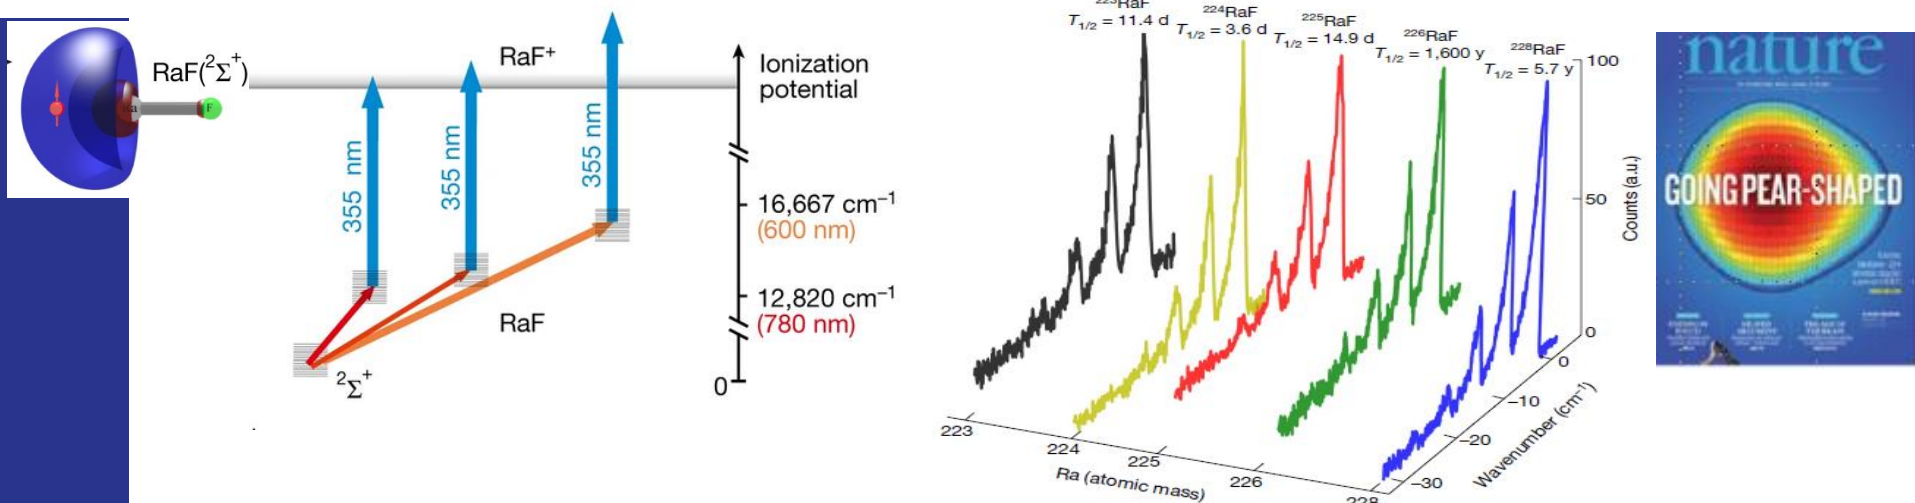 RaF(²Σ⁺)
F
RaF⁺
355 nm
355 nm
355 nm
Ionization
potential
16,667 cm⁻¹
(600 nm)
12,820 cm⁻¹
(780 nm)
RaF
²Σ⁺
0
²²³RaF
T₁/₂ = 11.4 d
²²⁴RaF
T₁/₂ = 3.6 d
²²⁵RaF
T₁/₂ = 14.9 d
²²⁶RaF
T₁/₂ = 1,600 y
²²⁸RaF
T₁/₂ = 5.7 y
100
50
0
Counts (a.u.)
0
−10
−20
−30
Wavenumber (cm⁻¹)
223
224
225
226
228
Ra (atomic mass)
nature
GOING PEAR-SHAPED